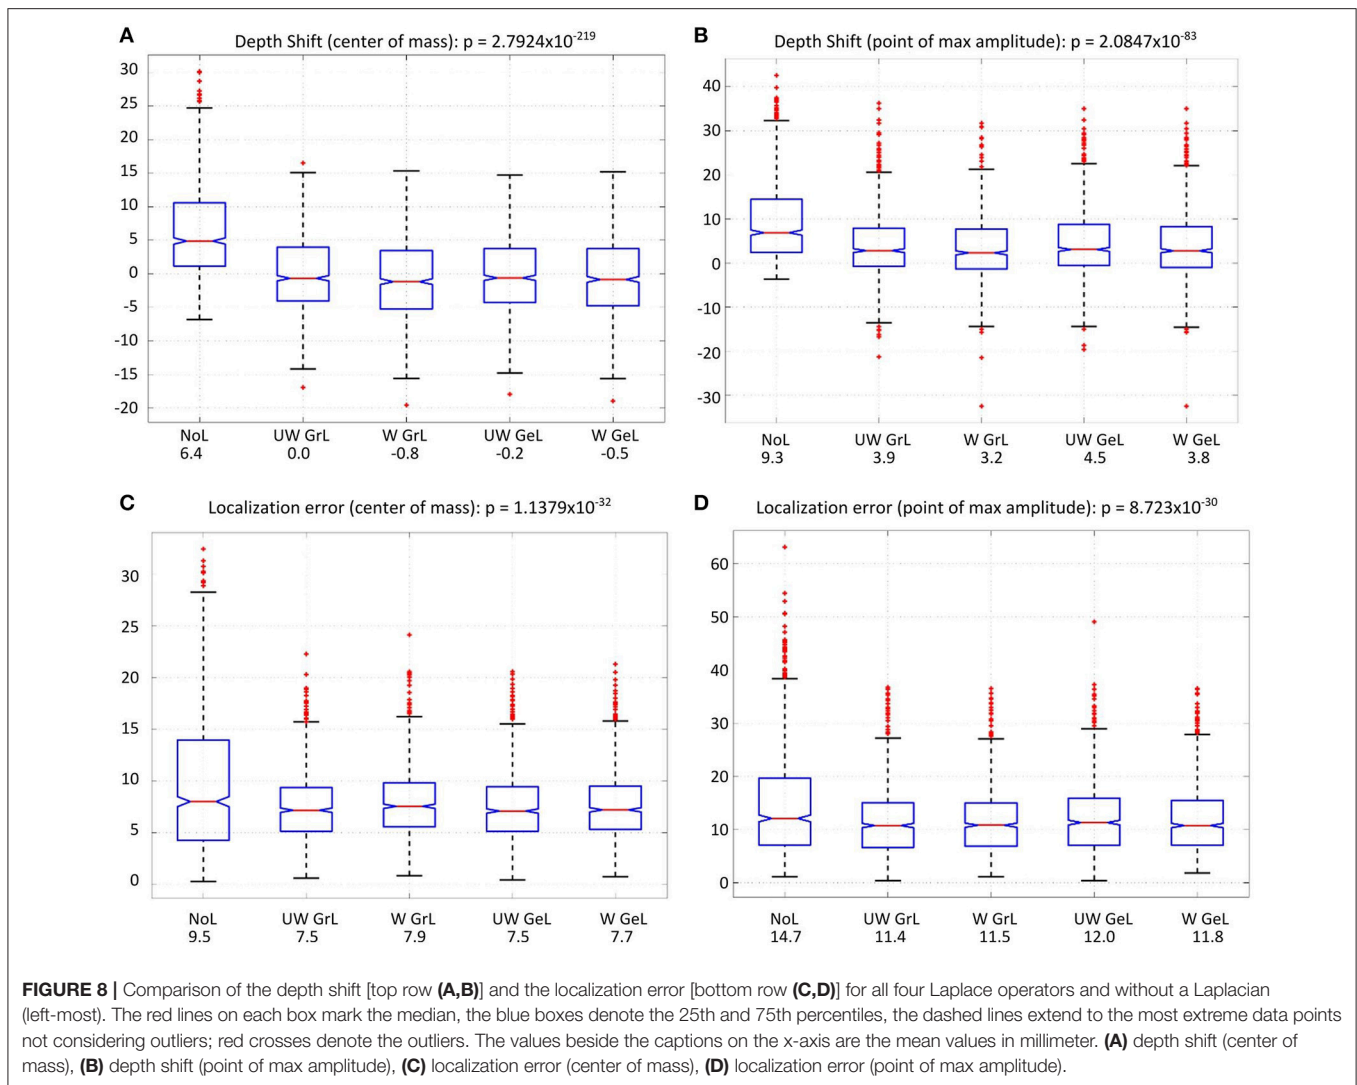 A
Depth Shift (center of mass): p = 2.7924x10-219
30
25
20
15
10
5
0
-5
-10
-15
-20
NoL UW GrL W GrL UW GeL W GeL
6.4 0.0 -0.8 -0.2 -0.5
B
Depth Shift (point of max amplitude): p = 2.0847x10-83
40
30
20
10
0
-10
-20
-30
NoL UW GrL W GrL UW GeL W GeL
9.3 3.9 3.2 4.5 3.8
C
Localization error (center of mass): p = 1.1379x10-32
30
25
20
15
10
5
0
NoL UW GrL W GrL UW GeL W GeL
9.5 7.5 7.9 7.5 7.7
D
Localization error (point of max amplitude): p = 8.723x10-30
60
50
40
30
20
10
0
NoL UW GrL W GrL UW GeL W GeL
14.7 11.4 11.5 12.0 11.8
FIGURE 8 | Comparison of the depth shift [top row (A,B)] and the localization error [bottom row (C,D)] for all four Laplace operators and without a Laplacian
(left-most). The red lines on each box mark the median, the blue boxes denote the 25th and 75th percentiles, the dashed lines extend to the most extreme data points
not considering outliers; red crosses denote the outliers. The values beside the captions on the x-axis are the mean values in millimeter. (A) depth shift (center of
mass), (B) depth shift (point of max amplitude), (C) localization error (center of mass), (D) localization error (point of max amplitude).